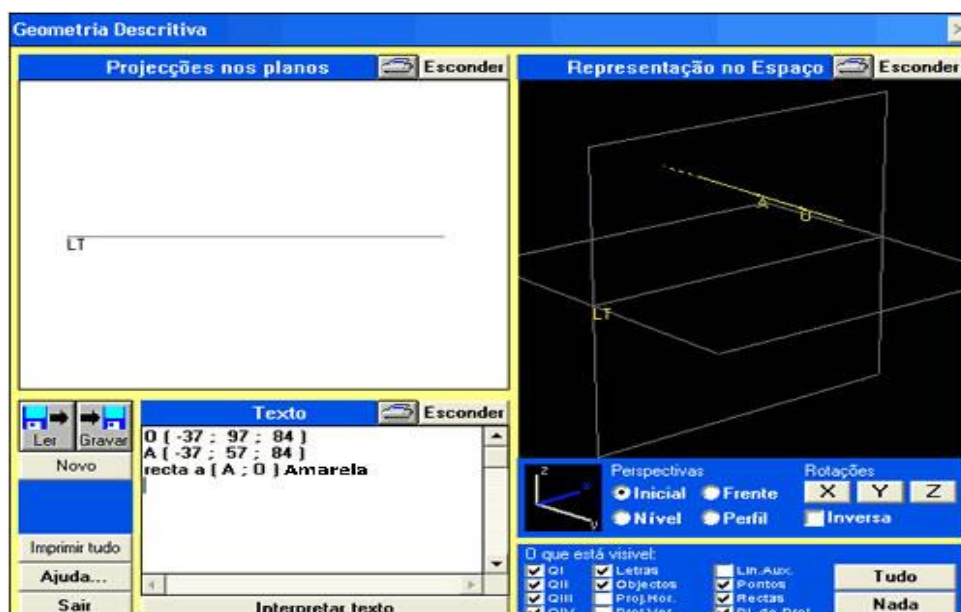 Geometria Descritiva
Projecções nos planos Esconder
LT
Representação no Espaço Esconder
A
O
LT
Ler Gravar
Novo
Imprimir tudo
Ajuda...
Sair
Texto Esconder
O ( -37 ; 97 ; 84 )
A ( -37 ; 57 ; 84 )
recta a ( A ; O ) Amarela
Interpretar texto
z
y
Perspectivas
Inicial Frente
Nível Perfil
Rotações
X Y Z
Inversa
O que está visivel:
QI Letras Lin.Aux.
QII Objectos Pontos
QIII Proj.Hor. Rectas
Tudo
Nada